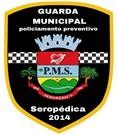 GUARDA
MUNICIPAL
policiamento preventivo
P.M.S.
Seropédica
2014